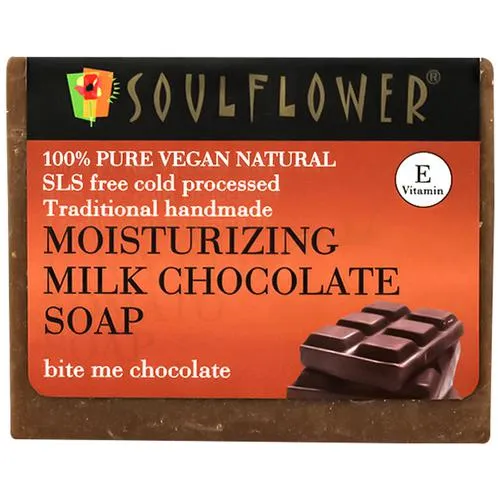 SOULFLOWER®
100% PURE VEGAN NATURAL
SLS free cold processed
Traditional handmade
E
Vitamin
MOISTURIZING
MILK CHOCOLATE
SOAP
bite me chocolate